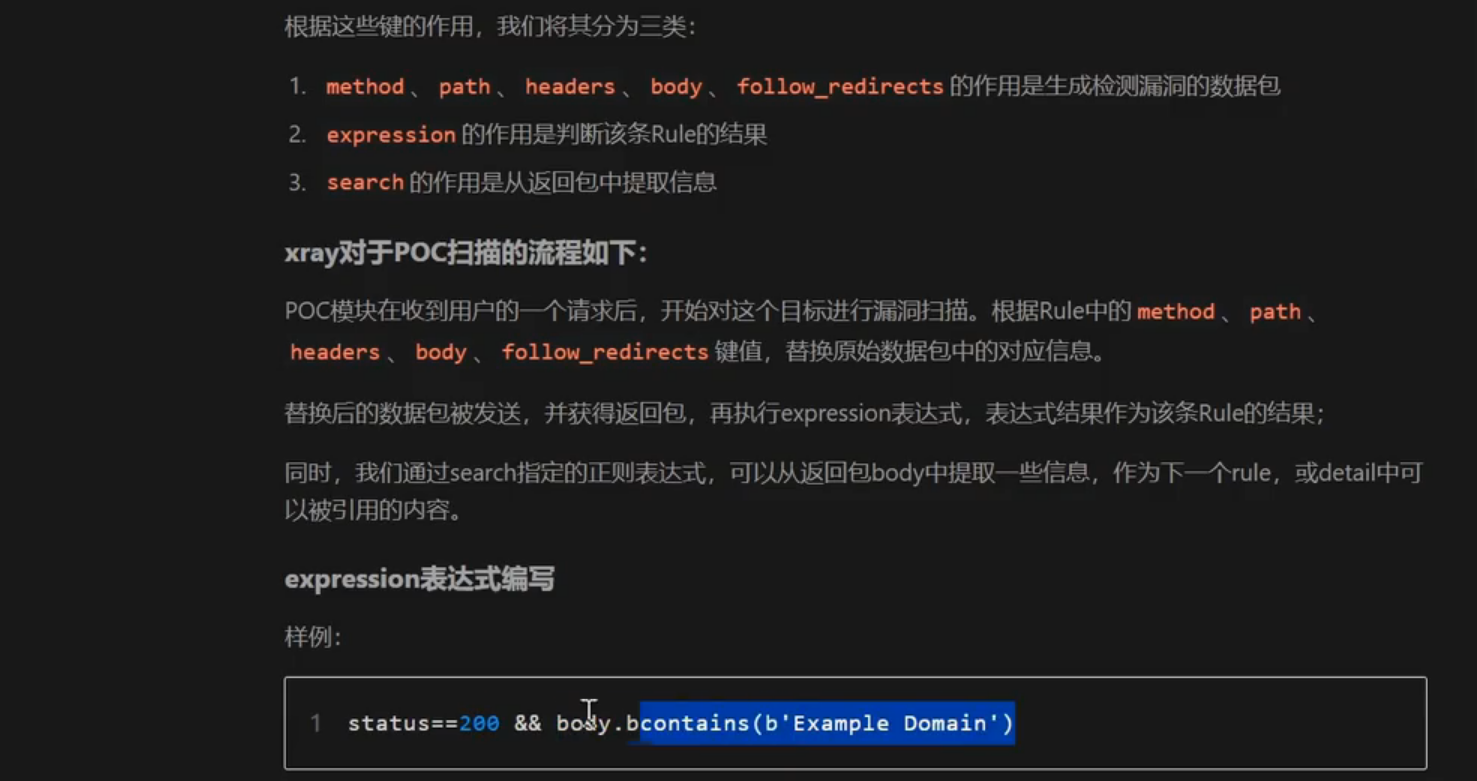 根据这些键的作用，我们将其分为三类：
1. method 、 path 、 headers 、 body 、 follow_redirects 的作用是生成检测漏洞的数据包
2. expression 的作用是判断该条Rule的结果
3. search 的作用是从返回包中提取信息
xray对于POC扫描的流程如下：
POC模块在收到用户的一个请求后，开始对这个目标进行漏洞扫描。根据Rule中的 method 、 path 、
headers 、 body 、 follow_redirects 键值，替换原始数据包中的对应信息。
替换后的数据包被发送，并获得返回包，再执行expression表达式，表达式结果作为该条Rule的结果；
同时，我们通过search指定的正则表达式，可以从返回包body中提取一些信息，作为下一个rule，或detail中可
以被引用的内容。
expression表达式编写
样例：
1 status==200 && body.bcontains(b'Example Domain')